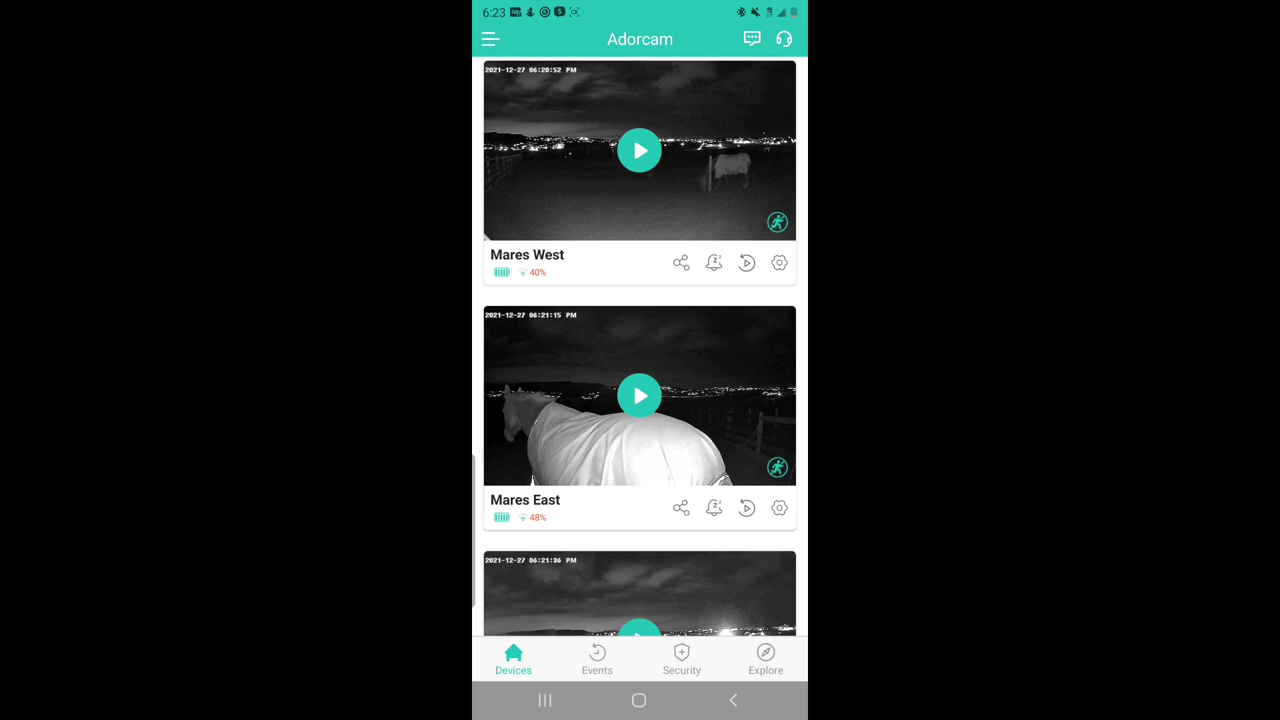 6:23
Adorcam
2021-12-27 06:20:52 PM
Mares West
40%
2021-12-27 06:21:15 PM
Mares East
48%
2021-12-27 06:21:36 PM
Devices
Events
Security
Explore